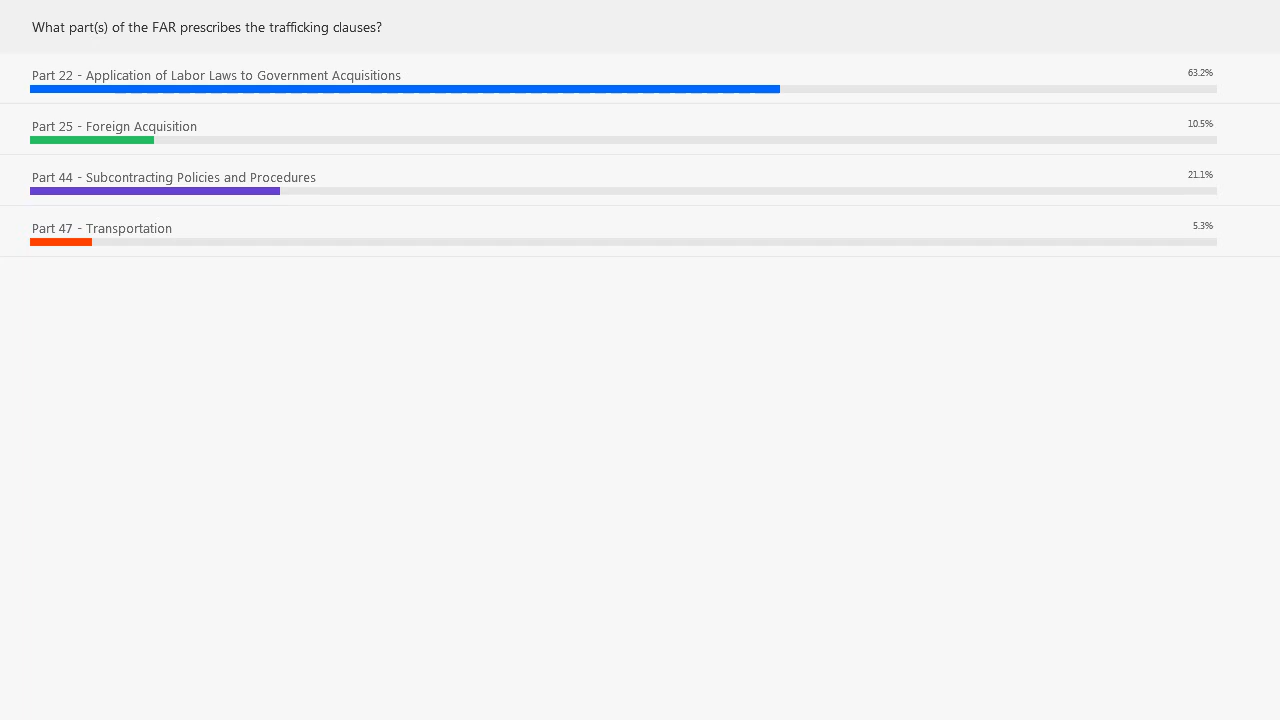 What part(s) of the FAR prescribes the trafficking clauses?
Part 22 - Application of Labor Laws to Government Acquisitions
63.2%
Part 25 - Foreign Acquisition
10.5%
Part 44 - Subcontracting Policies and Procedures
21.1%
Part 47 - Transportation
5.3%